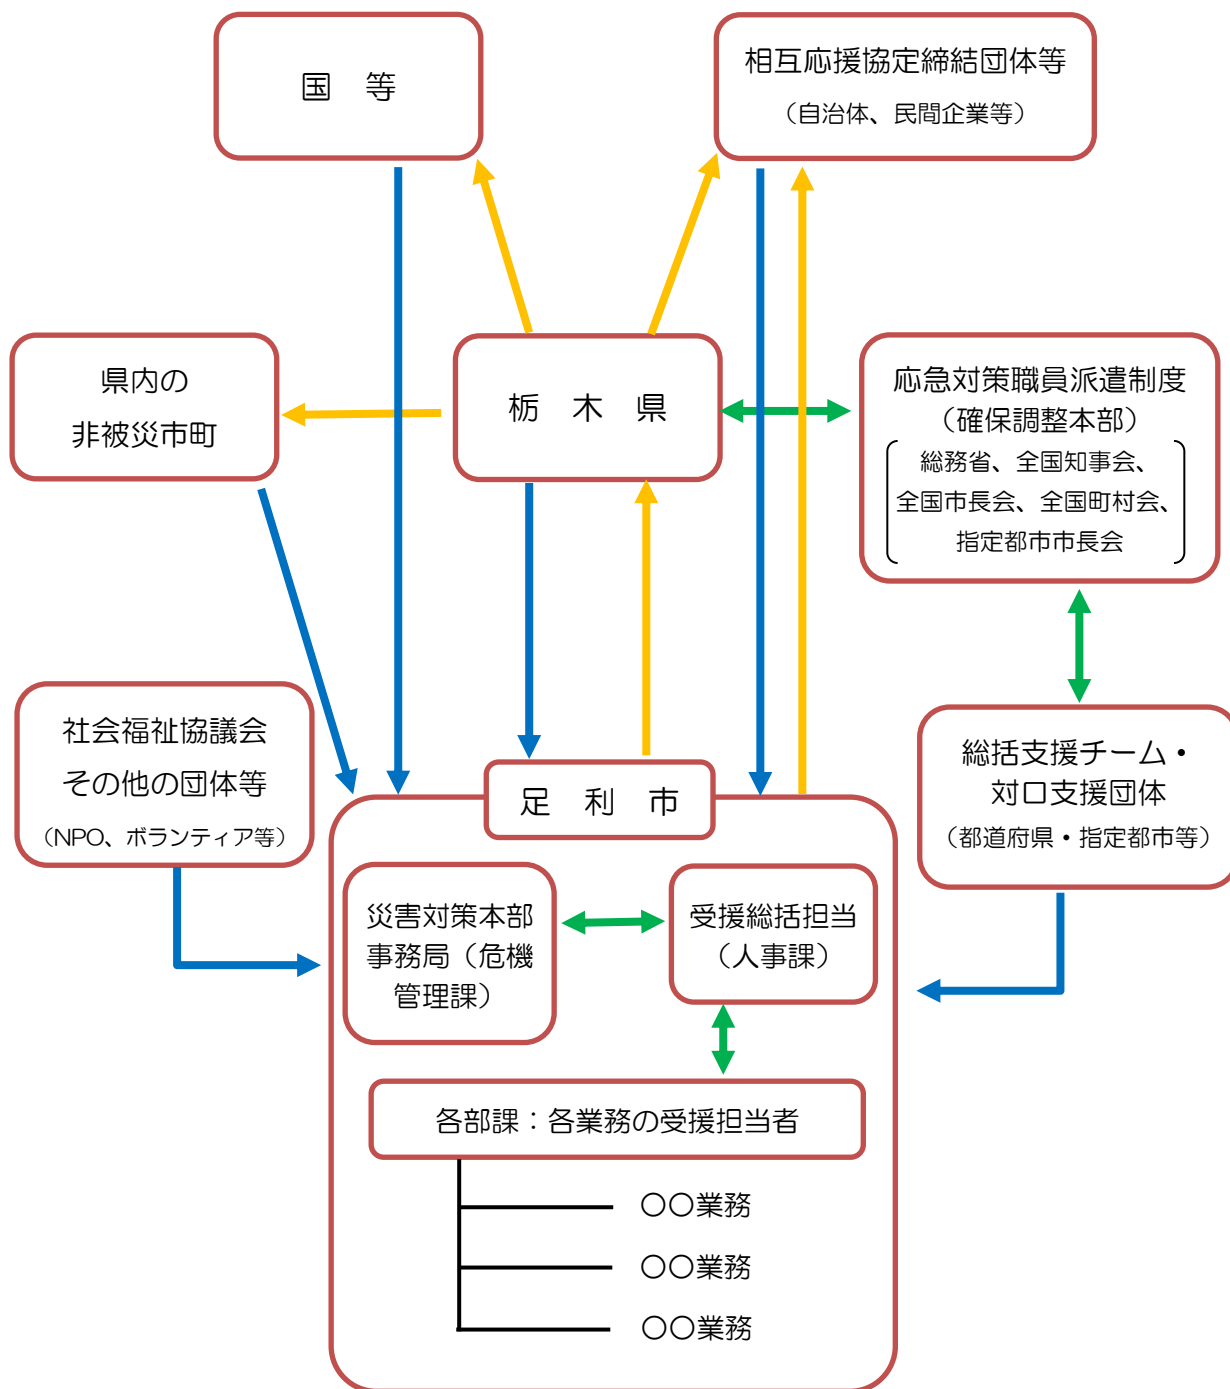 国　等
相互応援協定締結団体等
（自治体、民間企業等）
県内の
非被災市町
栃　木　県
応急対策職員派遣制度
（確保調整本部）
総務省、全国知事会、
全国市長会、全国町村会、
指定都市市長会
社会福祉協議会
その他の団体等
（NPO、ボランティア等）
総括支援チーム・
対口支援団体
（都道府県・指定都市等）
足　利　市
災害対策本部
事務局（危機
管理課）
受援総括担当
（人事課）
各部課：各業務の受援担当者
〇〇業務
〇〇業務
〇〇業務